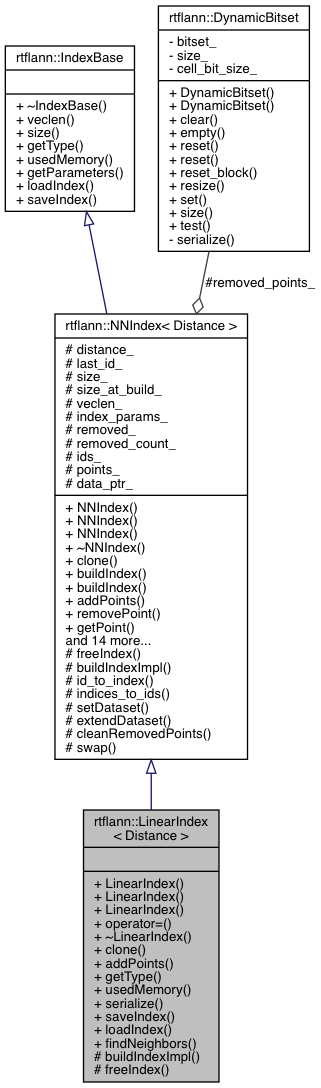 rtflann::DynamicBitset
- bitset_
- size_
- cell_bit_size_
+ DynamicBitset()
+ DynamicBitset()
+ clear()
+ empty()
+ reset()
+ reset()
+ reset_block()
+ resize()
+ set()
+ size()
+ test()
- serialize()
rtflann::IndexBase
+ ~IndexBase()
+ veclen()
+ size()
+ getType()
+ usedMemory()
+ getParameters()
+ loadIndex()
+ saveIndex()
#removed_points_
rtflann::NNIndex< Distance >
# distance_
# last_id_
# size_
# size_at_build_
# veclen_
# index_params_
# removed_
# removed_count_
# ids_
# points_
# data_ptr_
+ NNIndex()
+ NNIndex()
+ NNIndex()
+ ~NNIndex()
+ clone()
+ buildIndex()
+ buildIndex()
+ addPoints()
+ removePoint()
+ getPoint()
and 14 more...
# freeIndex()
# buildIndexImpl()
# id_to_index()
# indices_to_ids()
# setDataset()
# extendDataset()
# cleanRemovedPoints()
# swap()
rtflann::LinearIndex
< Distance >
+ LinearIndex()
+ LinearIndex()
+ LinearIndex()
+ operator=()
+ ~LinearIndex()
+ clone()
+ addPoints()
+ getType()
+ usedMemory()
+ serialize()
+ saveIndex()
+ loadIndex()
+ findNeighbors()
# buildIndexImpl()
# freeIndex()